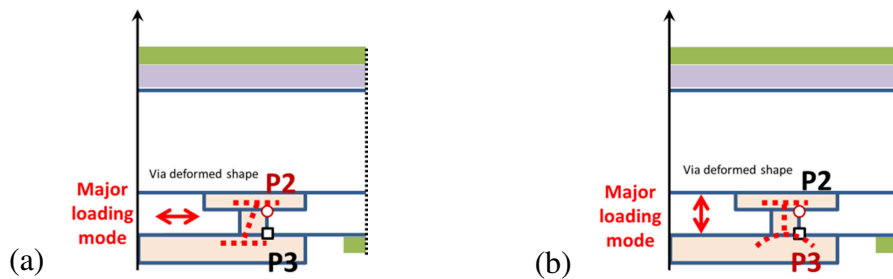 Via deformed shape
P2
Major
loading
mode
P3
(a)
Via deformed shape
P2
Major
loading
mode
P3
(b)